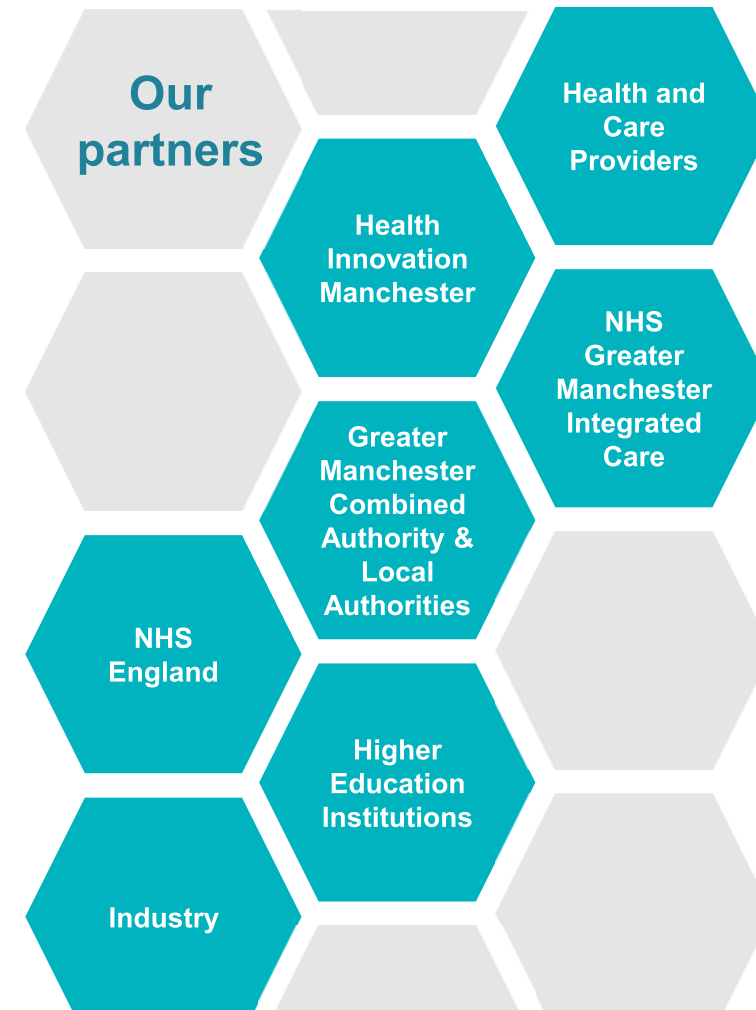 Our
partners
Health and
Care
Providers
Health
Innovation
Manchester
NHS
Greater
Manchester
Integrated
Care
Greater
Manchester
Combined
Authority &
Local
Authorities
NHS
England
Higher
Education
Institutions
Industry